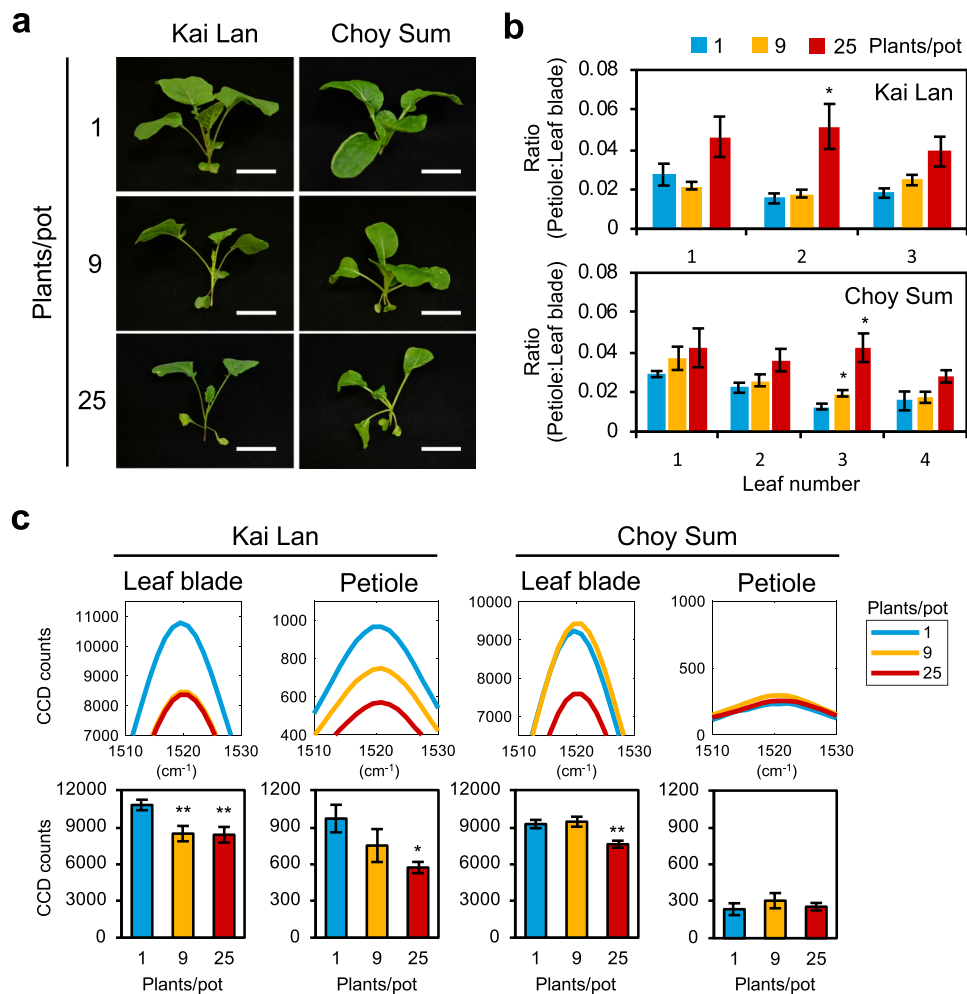 a
Kai Lan Choy Sum
Plants/pot
1
9
25
b
1 9 25 Plants/pot
Ratio
(Petiole:Leaf blade)
0.08
0.06
0.04
0.02
0
Kai Lan
*
1 2 3
Ratio
(Petiole:Leaf blade)
0.08
0.06
0.04
0.02
0
Choy Sum
* *
1 2 3 4
Leaf number
c
Kai Lan Choy Sum
Leaf blade Petiole Leaf blade Petiole
CCD counts
11000
10000
9000
8000
7000
1510 1520 1530
(cm-1)
1000
800
600
400
1510 1520 1530
(cm-1)
10000
9000
8000
7000
1510 1520 1530
(cm-1)
1000
500
0
1510 1520 1530
(cm-1)
Plants/pot
1
9
25
CCD counts
12000
9000
6000
3000
0
** **
1 9 25
Plants/pot
1200
900
600
300
0
*
1 9 25
Plants/pot
12000
9000
6000
3000
0
**
1 9 25
Plants/pot
1200
900
600
300
0
1 9 25
Plants/pot